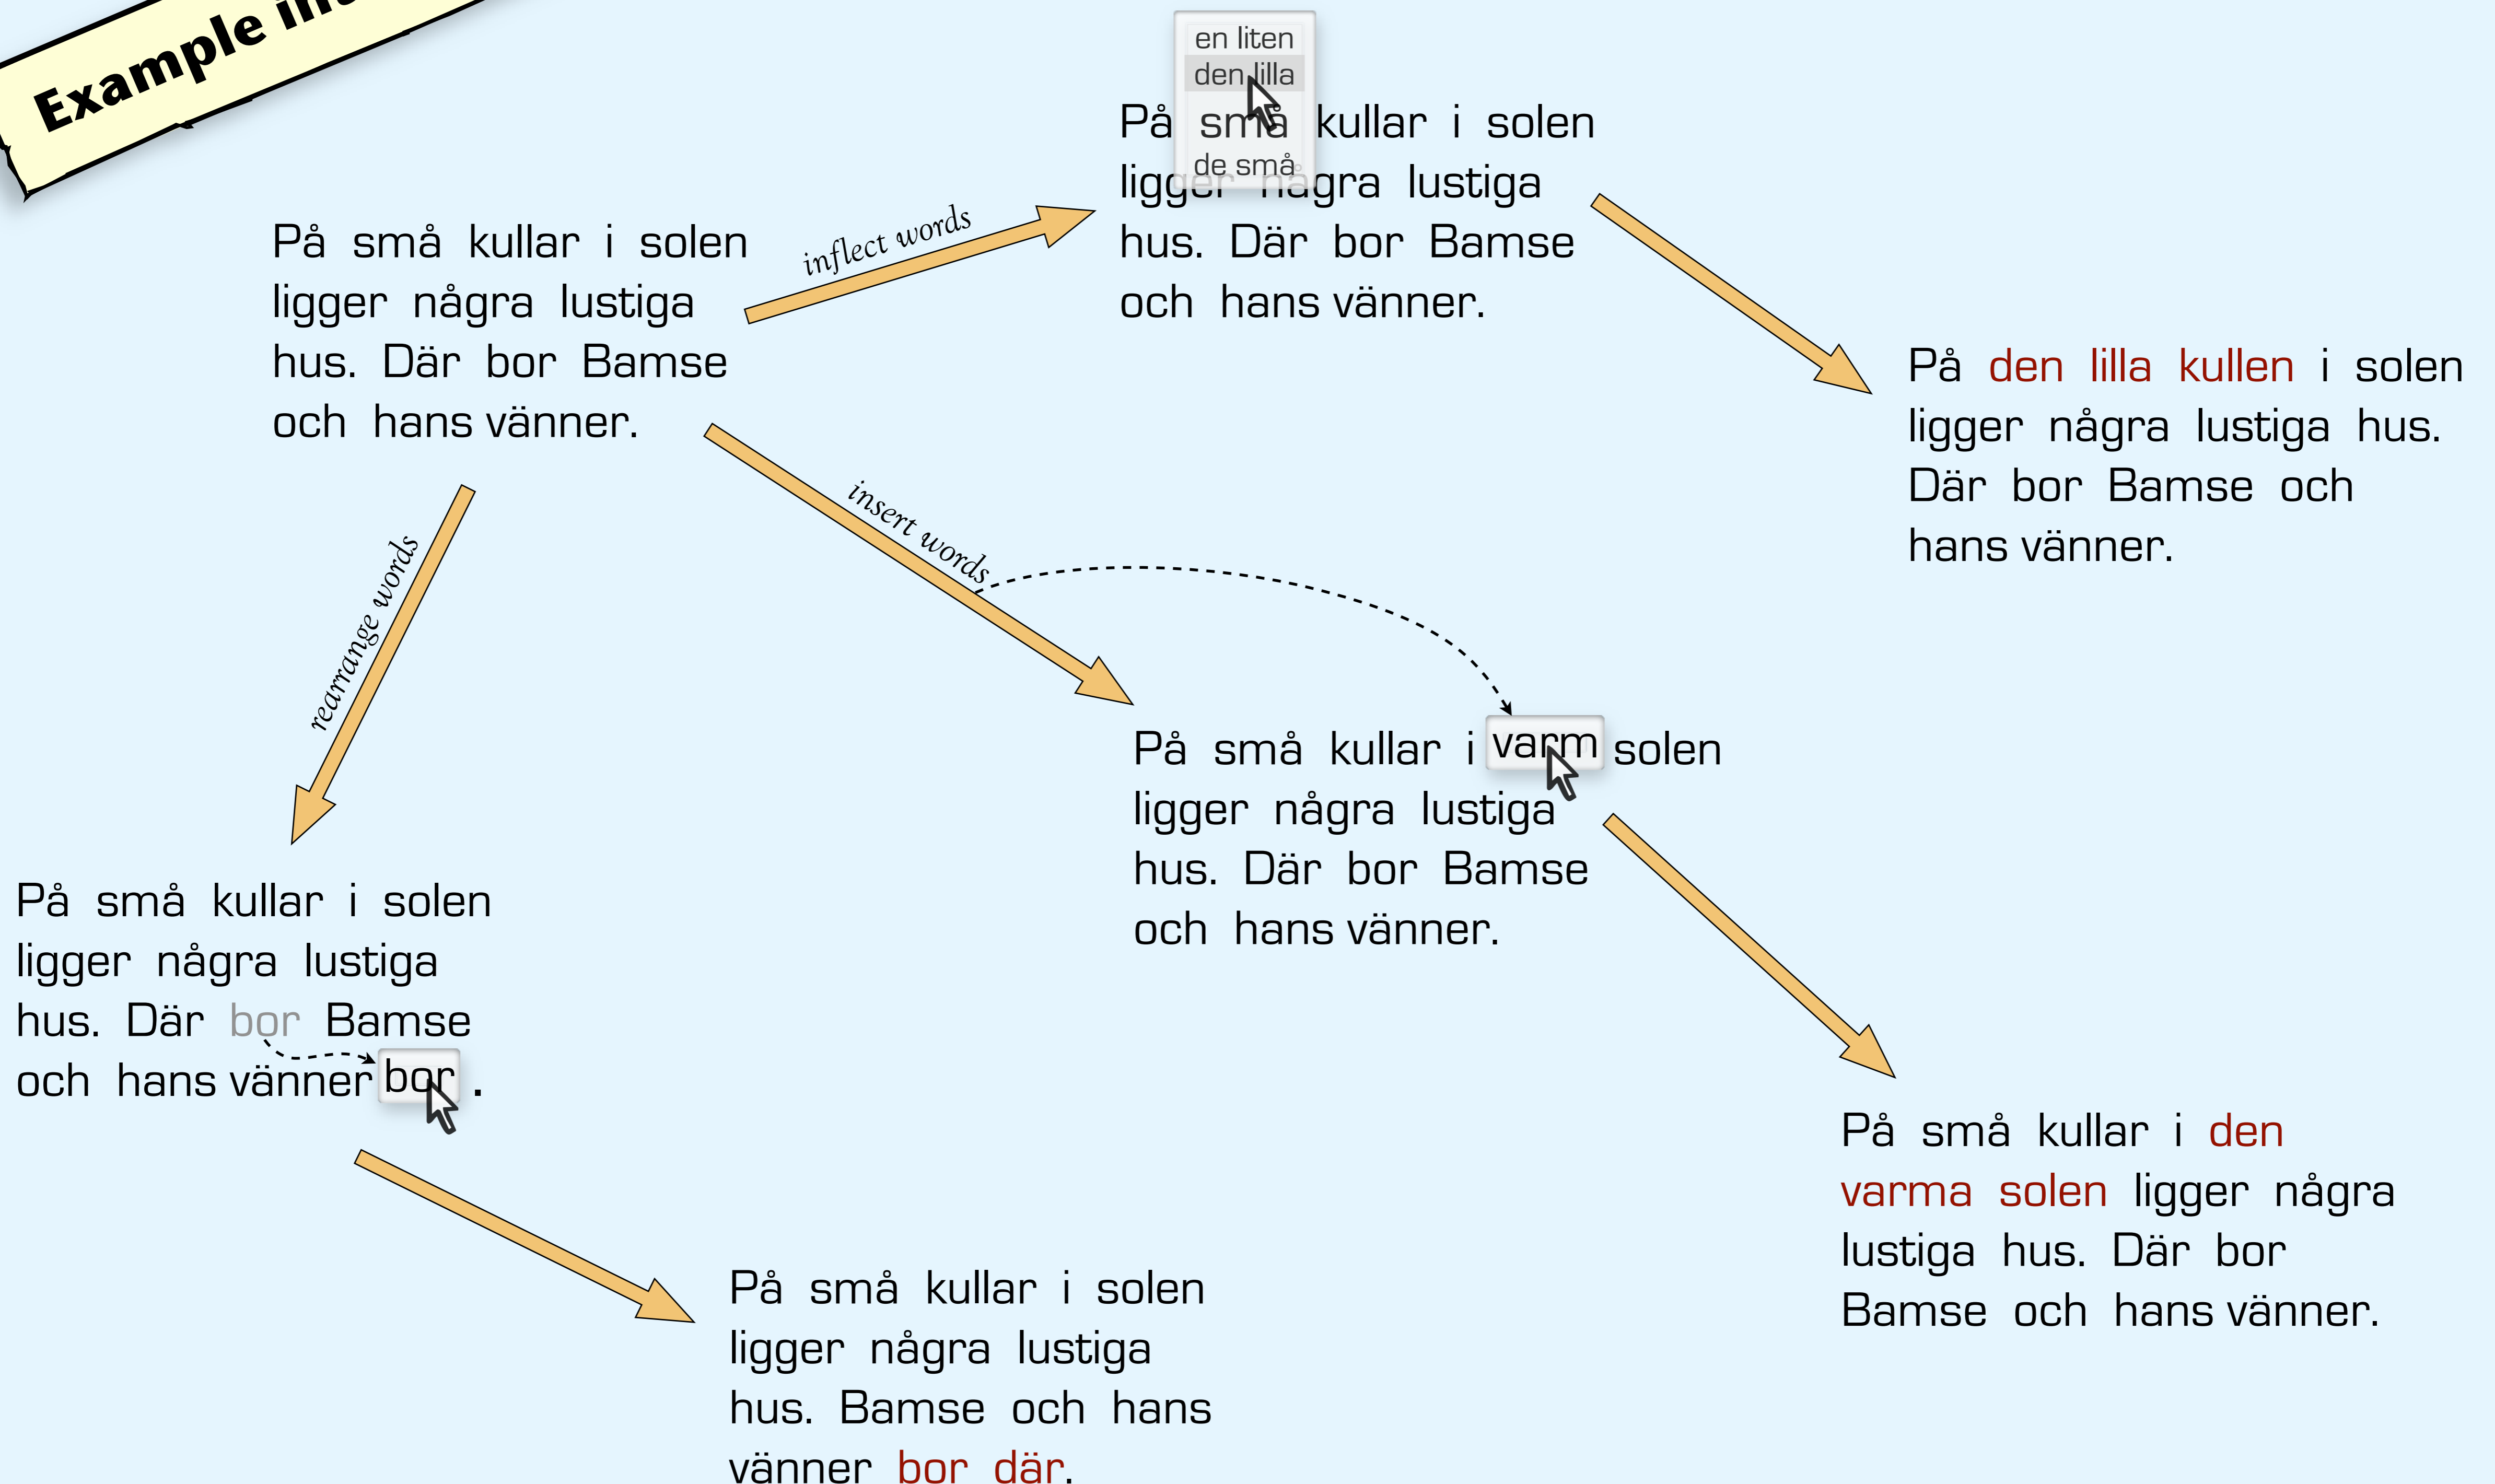 Example in
På små kullar i solen
ligger några lustiga
hus. Där bor Bamse
och hans vänner.
inflect words
en liten
den lilla
På små kullar i solen
de små
ligger några lustiga
hus. Där bor Bamse
och hans vänner.
På den lilla kullen i solen
ligger några lustiga hus.
Där bor Bamse och
hans vänner.
insert words
På små kullar i varm solen
ligger några lustiga
hus. Där bor Bamse
och hans vänner.
På små kullar i den
varma solen ligger några
lustiga hus. Där bor
Bamse och hans vänner.
rearrange words
På små kullar i solen
ligger några lustiga
hus. Där bor Bamse
och hans vänner bor .
På små kullar i solen
ligger några lustiga
hus. Bamse och hans
vänner bor där.